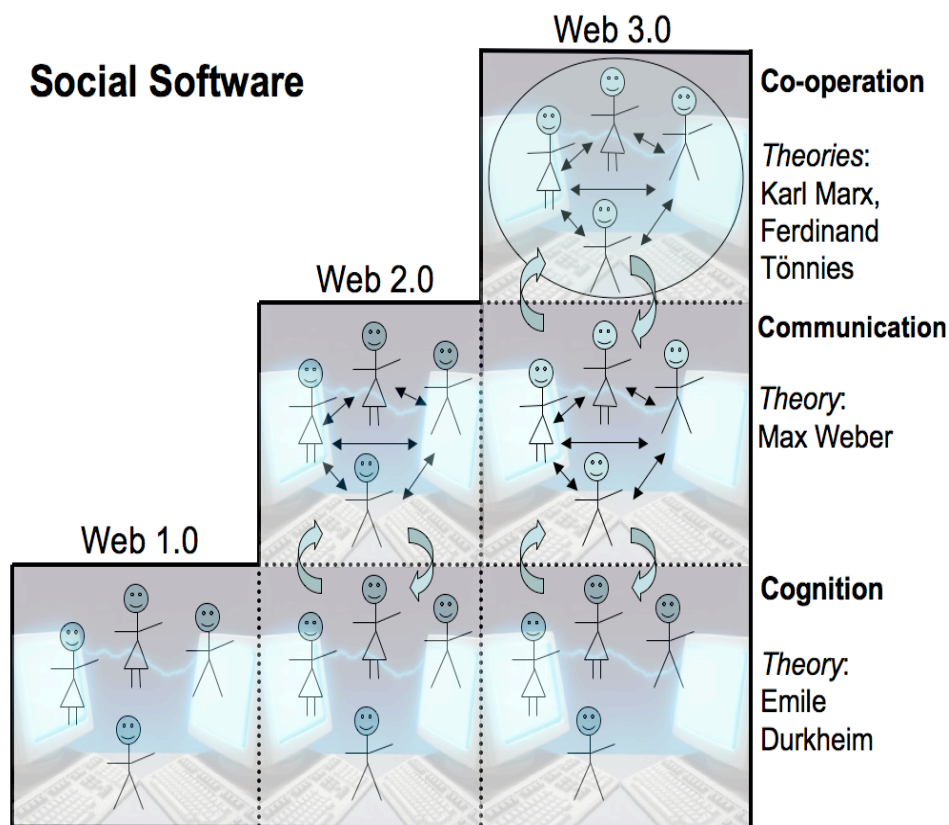 Web 3.0
Social Software
Co-operation
Theories:
Karl Marx,
Ferdinand
Tönnies
Web 2.0
Communication
Theory:
Max Weber
Web 1.0
Cognition
Theory:
Emile
Durkheim